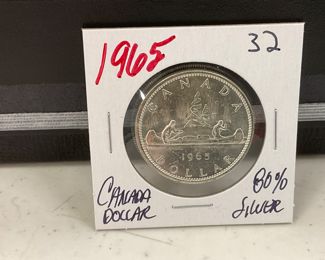 1965 32
CANADA
1965
DOLLAR
CANADA 80%
DOLLAR SILVER